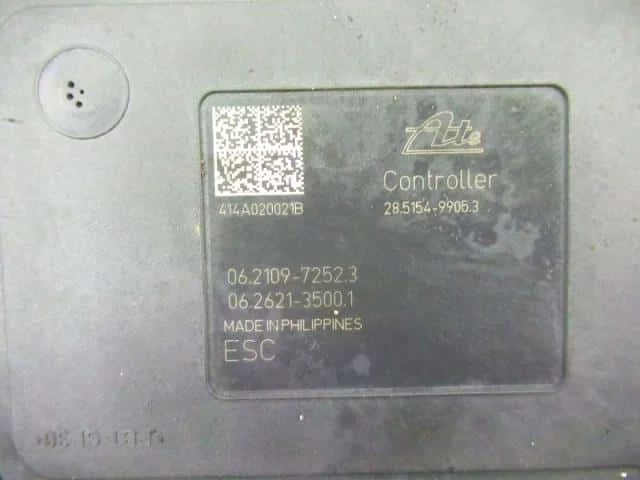 Ate
Controller
414A020021B
28.5154-9905.3
06.2109-7252.3
06.2621-3500.1
MADE IN PHILIPPINES
ESC